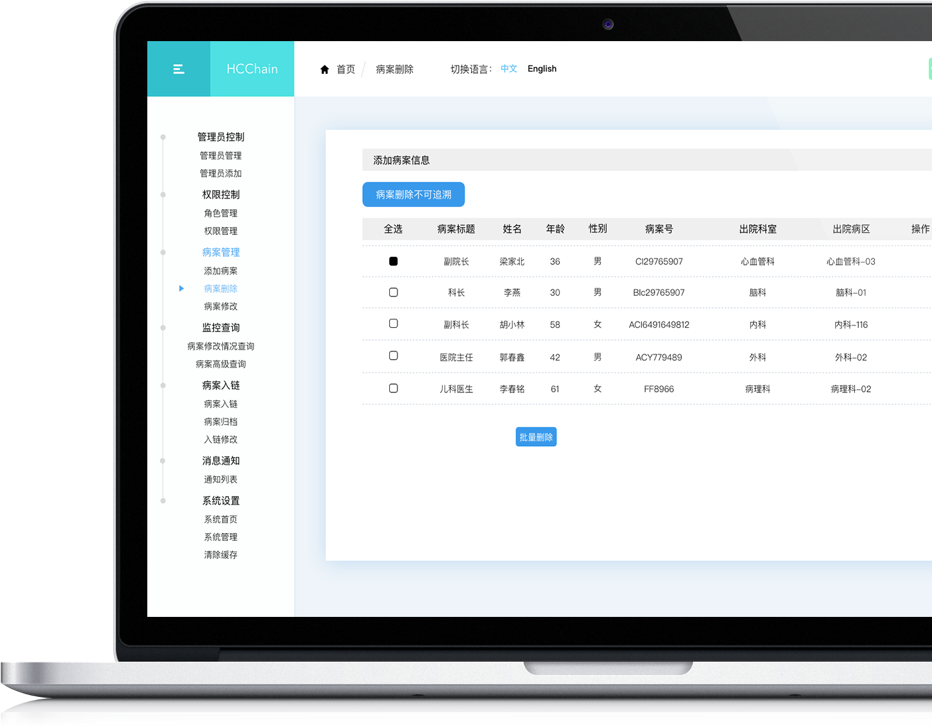 HCChain
首页 / 病案删除 切换语言： 中文 English
管理员控制
管理员管理
管理员添加
权限控制
角色管理
权限管理
病案管理
添加病案
病案删除
病案修改
监控查询
病案修改情况查询
病案高级查询
病案入链
病案入链
病案归档
入链修改
消息通知
通知列表
系统设置
系统首页
系统管理
清除缓存
添加病案信息
病案删除不可追溯
全选 病案标题 姓名 年龄 性别 病案号 出院科室 出院病区 操作
副院长 梁家北 36 男 CI29765907 心血管科 心血管科-03
科长 李燕 30 男 BIc29765907 脑科 脑科-01
副科长 胡小林 58 女 ACI6491649812 内科 内科-116
医院主任 郭春鑫 42 男 ACY779489 外科 外科-02
儿科医生 李春铭 61 女 FF8966 病理科 病理科-02
批量删除